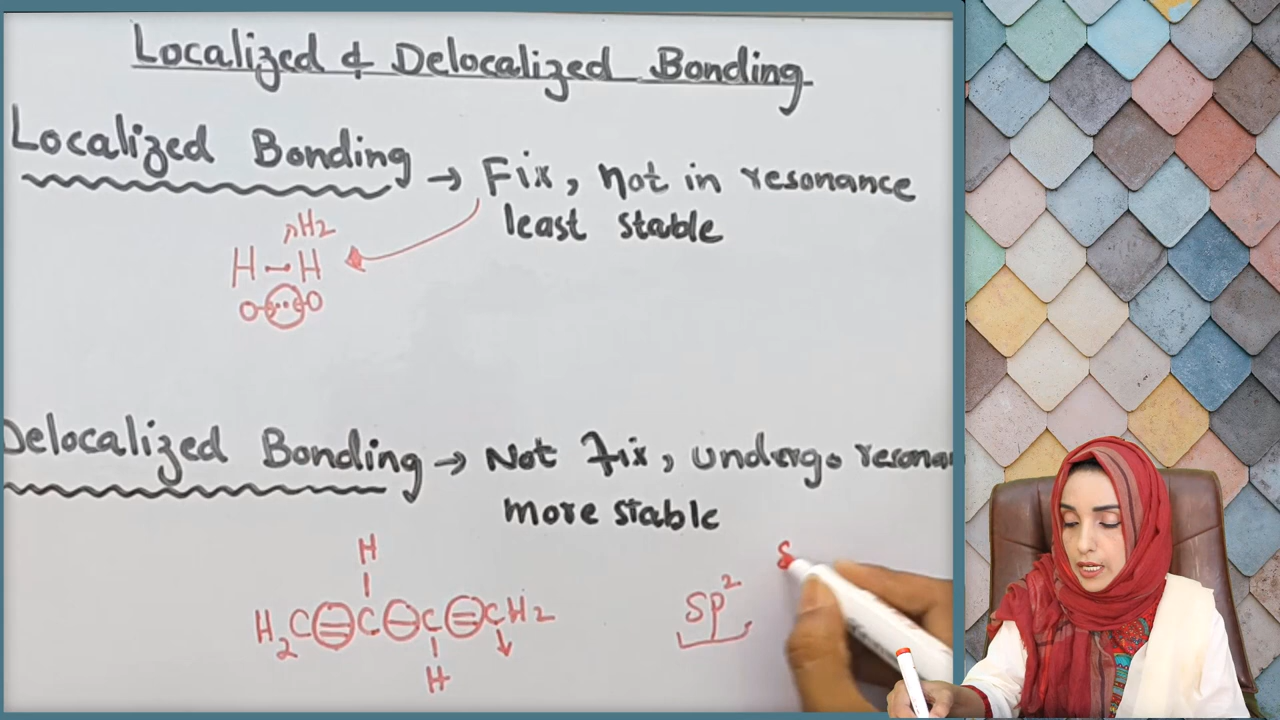 Localized & Delocalized Bonding
Localized Bonding → Fix, not in resonance
least stable
H2
H-H
Delocalized Bonding → Not fix, undergo resonan
more stable
H
H2C=C-C=CH2
H
sp2
s